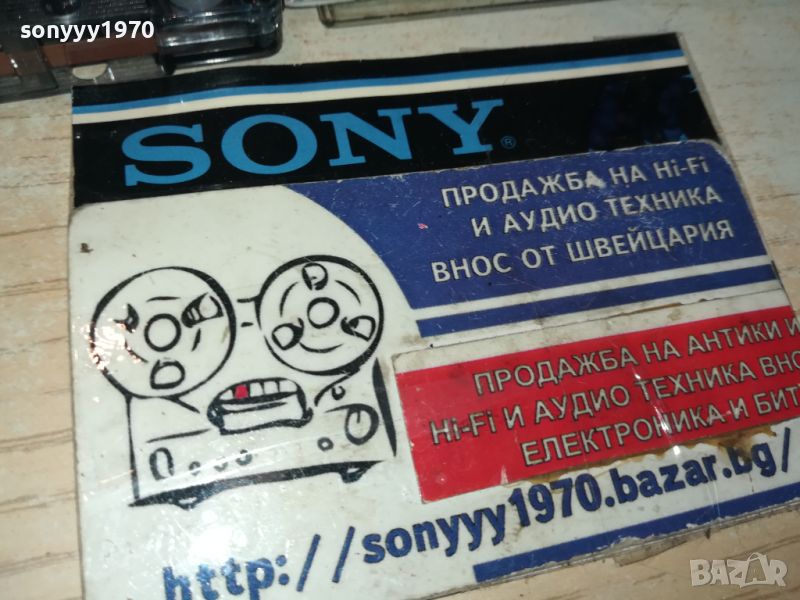 sonyyy1970
SONY®
ПРОДАЖБА НА Hi-Fi
И АУДИО ТЕХНИКА
ВНОС ОТ ШВЕЙЦАРИЯ
ПРОДАЖБА НА АНТИКИ И
Hi-Fi И АУДИО ТЕХНИКА
ЕЛЕКТРОНИКА И
http://sonyyy1970.bazar.bg/
BAZAR